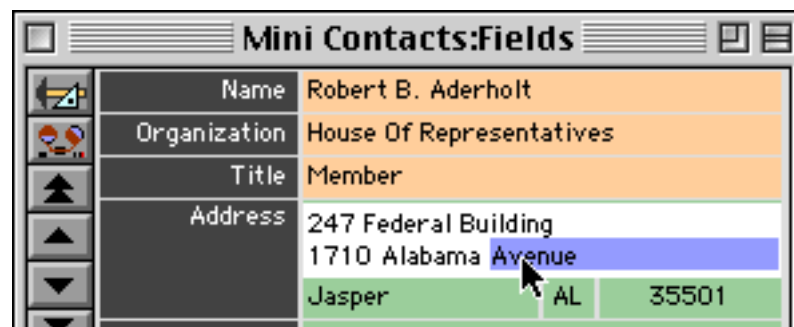 Mini Contacts:Fields
Name Robert B. Aderholt
Organization House Of Representatives
Title Member
Address 247 Federal Building
1710 Alabama Avenue
Jasper AL 35501